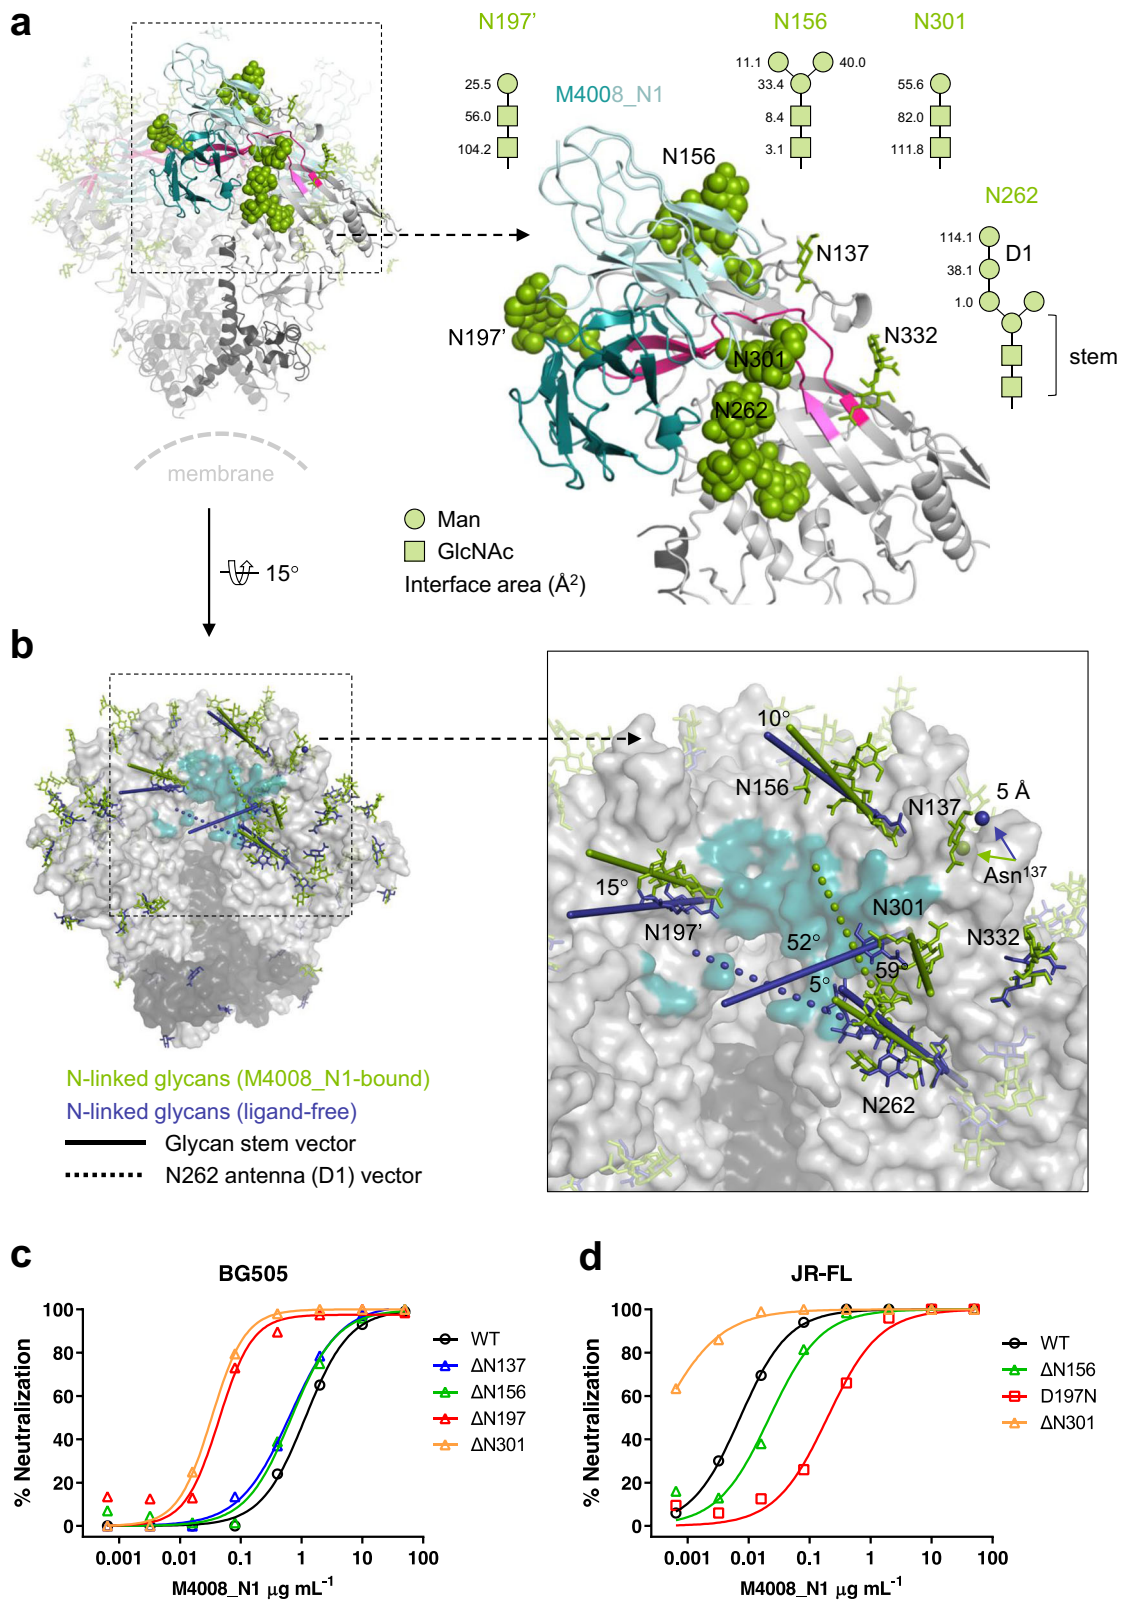 a
N197'
N156
N301
11.1
40.0
25.5
33.4
55.6
56.0
8.4
82.0
104.2
3.1
111.8
M4008_N1
N156
N137
N197'
N301
N332
N262
N262
114.1
D1
38.1
1.0
stem
membrane
Man
GlcNAc
Interface area (Å²)
15°
b
10°
N156
N137
5 Å
Asn¹³⁷
15°
N197'
N301
52°
59°
5°
N332
N262
N-linked glycans (M4008_N1-bound)
N-linked glycans (ligand-free)
Glycan stem vector
N262 antenna (D1) vector
c
BG505
% Neutralization
100
80
60
40
20
0
0.001
0.01
0.1
1
10
100
M4008_N1 µg mL⁻¹
WT
ΔN137
ΔN156
ΔN197
ΔN301
d
JR-FL
% Neutralization
100
80
60
40
20
0
0.001
0.01
0.1
1
10
100
M4008_N1 µg mL⁻¹
WT
ΔN156
D197N
ΔN301